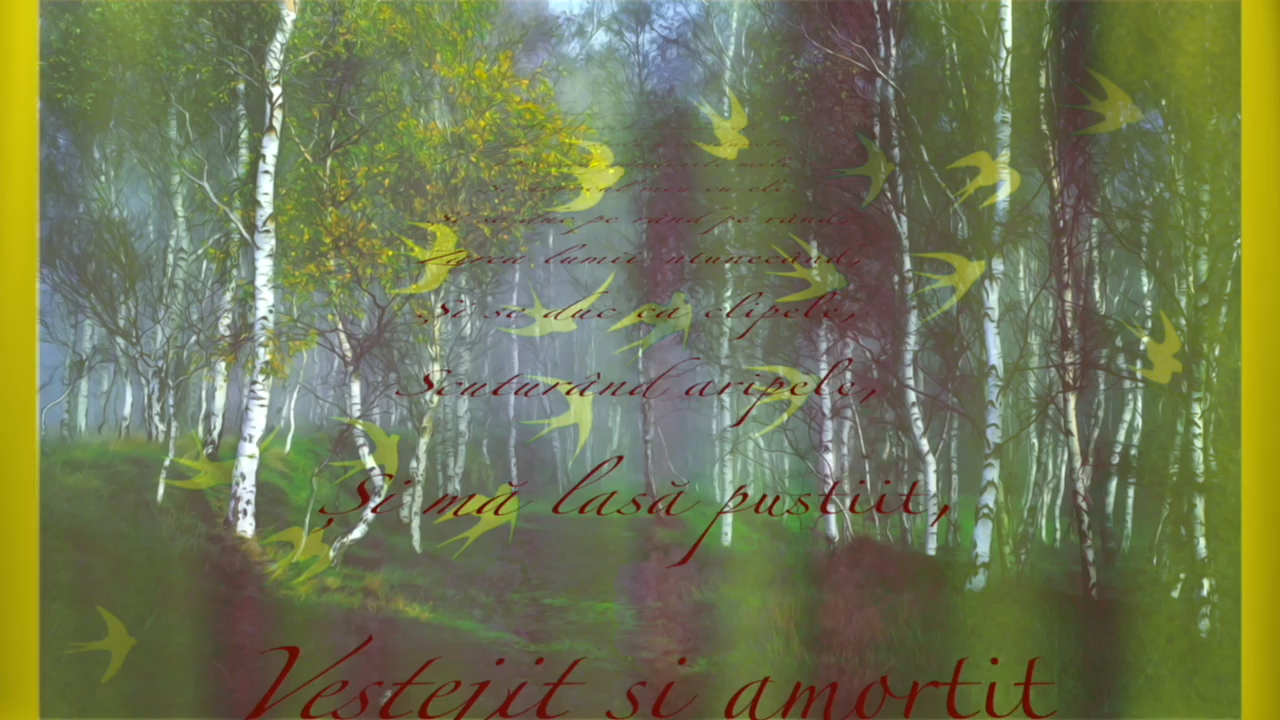 Și se duc pe rând pe rând,
Zarea lumii ntunecând,
Și se duc ca clipele,
Scuturând aripele,
Și mă lasă pustiit,
Vestejit si amortit